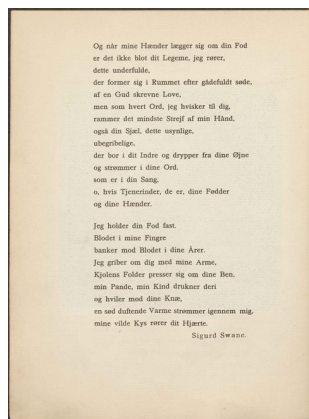 Og når mine Hænder lægger sig om din Fod
er det ikke blot dit Legeme, jeg rører,
dette underfulde,
der former sig i Rummet efter gådefuldt søde,
af en Gud skrevne Love,
men som hvert Ord, jeg hvisker til dig,
rammer det mindste Strejf af min Hånd,
også din Sjæl, dette usynlige,
ubegribelige,
der bor i dit Indre og drypper fra dine Øjne
og strømmer i dine Ord.
som er i din Sang,
o, hvis Tjenerinder, de er, dine Fødder
og dine Hænder.
Jeg holder din Fod fast.
Blodet i mine Fingre
banker mod Blodet i dine Årer.
Jeg griber om dig med mine Arme,
Kjolens Folder presser sig om dine Ben,
min Pande, min Kind drukner deri
og hviler mod dine Knæ,
en sød duftende Varme strømmer igennem mig,
mine vilde Kys rører dit Hjærte.
Sigurd Swane.